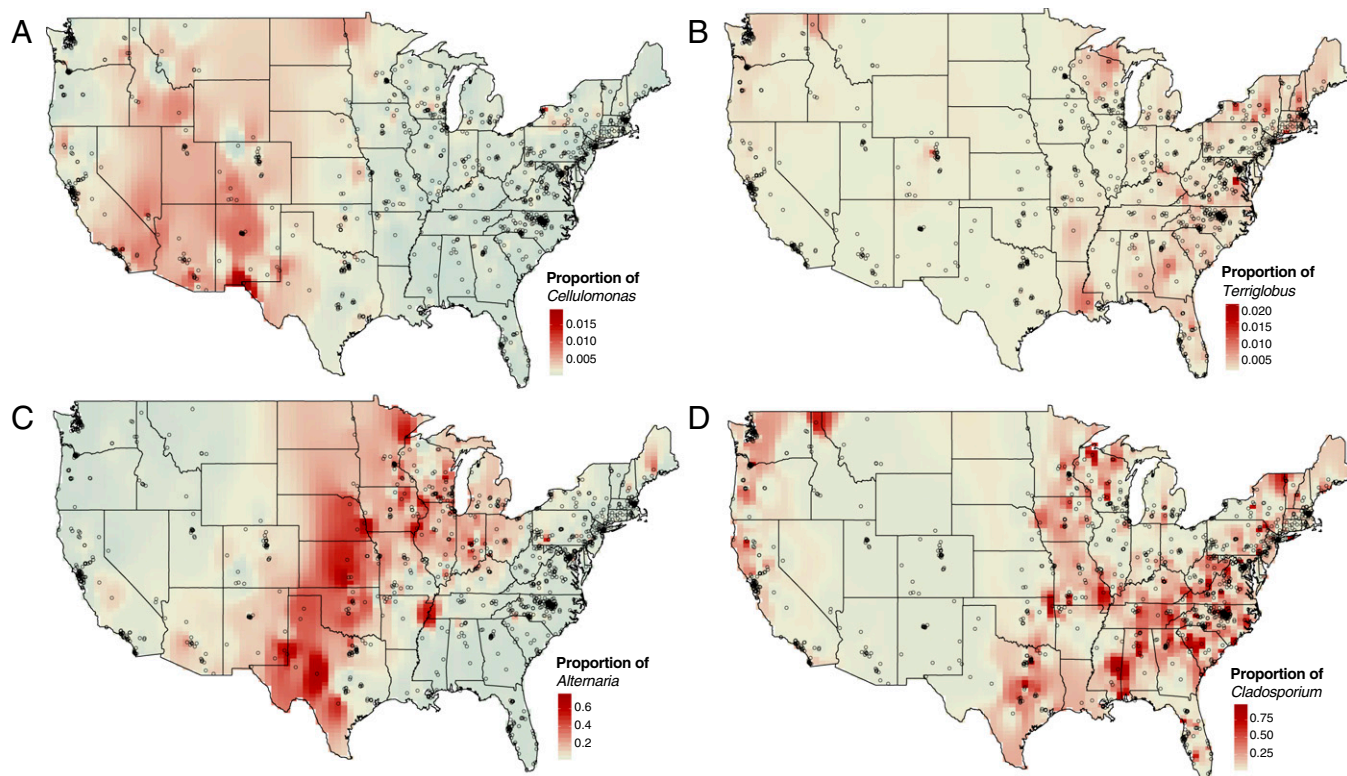 A
Proportion of
Cellulomonas
0.015
0.010
0.005
B
Proportion of
Terriglobus
0.020
0.015
0.010
0.005
C
Proportion of
Alternaria
0.6
0.4
0.2
D
Proportion of
Cladosporium
0.75
0.50
0.25